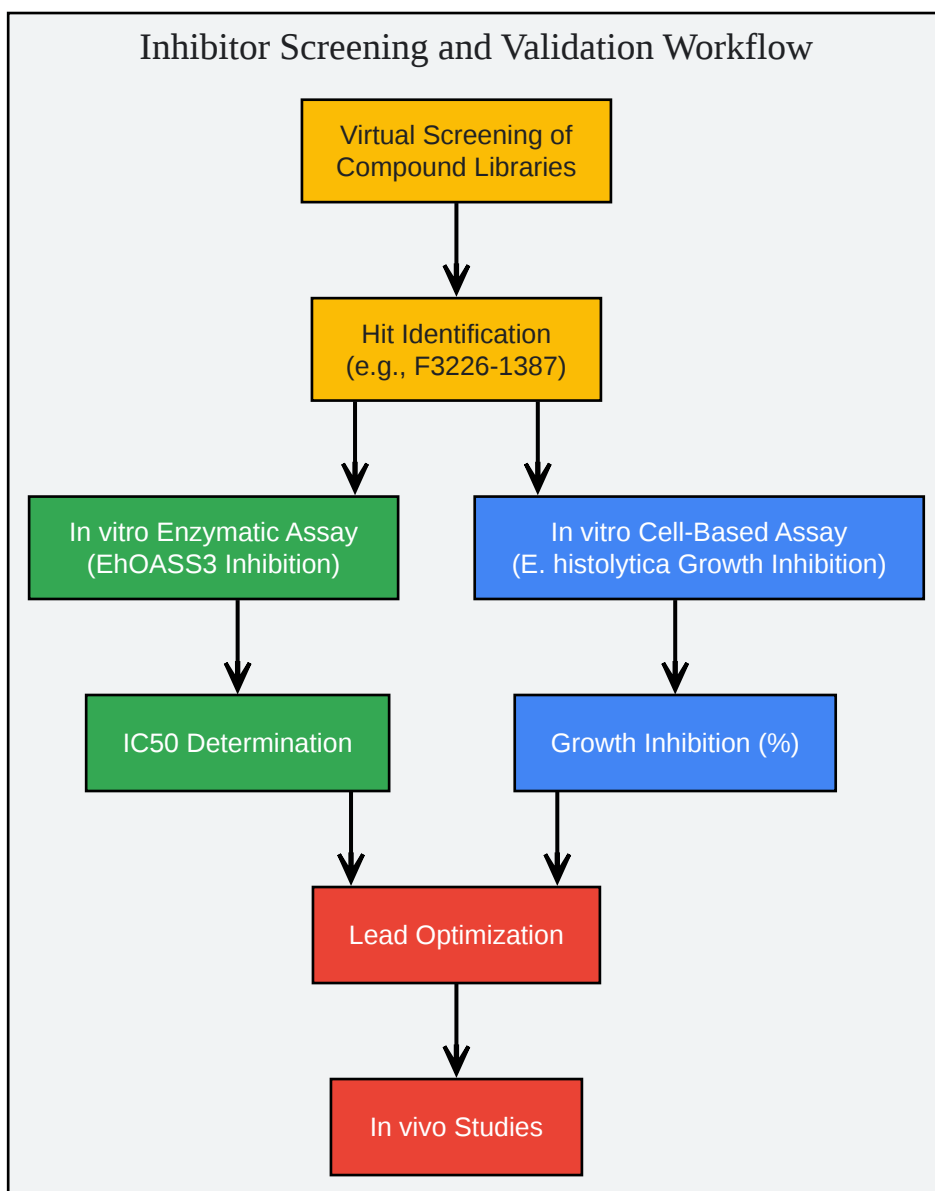 Inhibitor Screening and Validation Workflow
Virtual Screening of
Compound Libraries
Hit Identification
(e.g., F3226-1387)
In vitro Enzymatic Assay
(EhOASS3 Inhibition)
In vitro Cell-Based Assay
(E. histolytica Growth Inhibition)
IC50 Determination
Growth Inhibition (%)
Lead Optimization
In vivo Studies